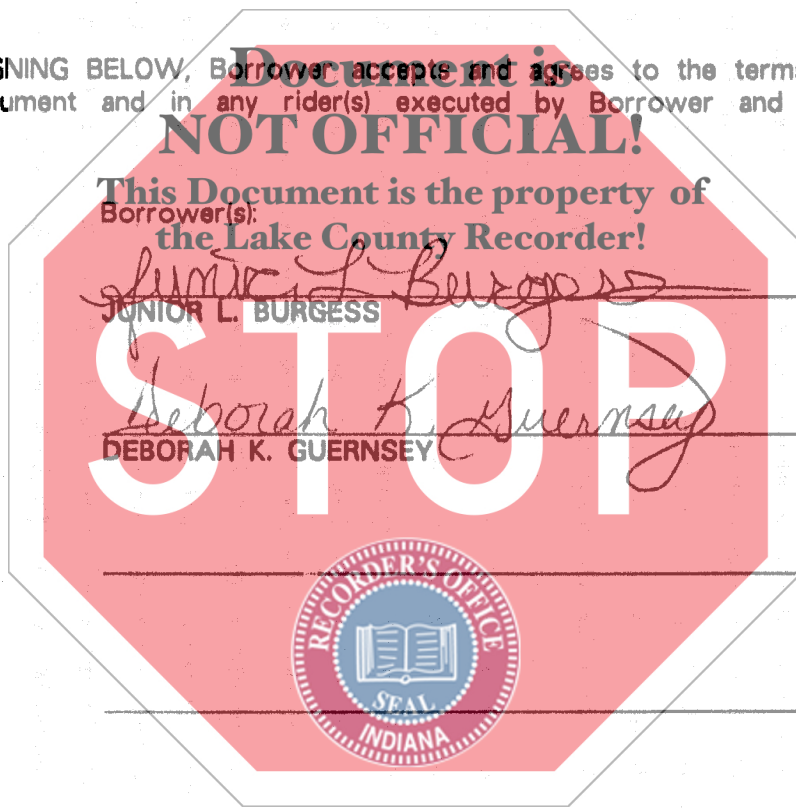 GNING BELOW, Borrower accepts and agrees to the terms
ument and in any rider(s) executed by Borrower and
Document is
NOT OFFICIAL!
This Document is the property of
the Lake County Recorder!
Borrower(s):
Junior L Burgess
JUNIOR L. BURGESS
Deborah K. Guernsey
DEBORAH K. GUERNSEY
STOP
RECORDER'S OFFICE
SEAL
INDIANA